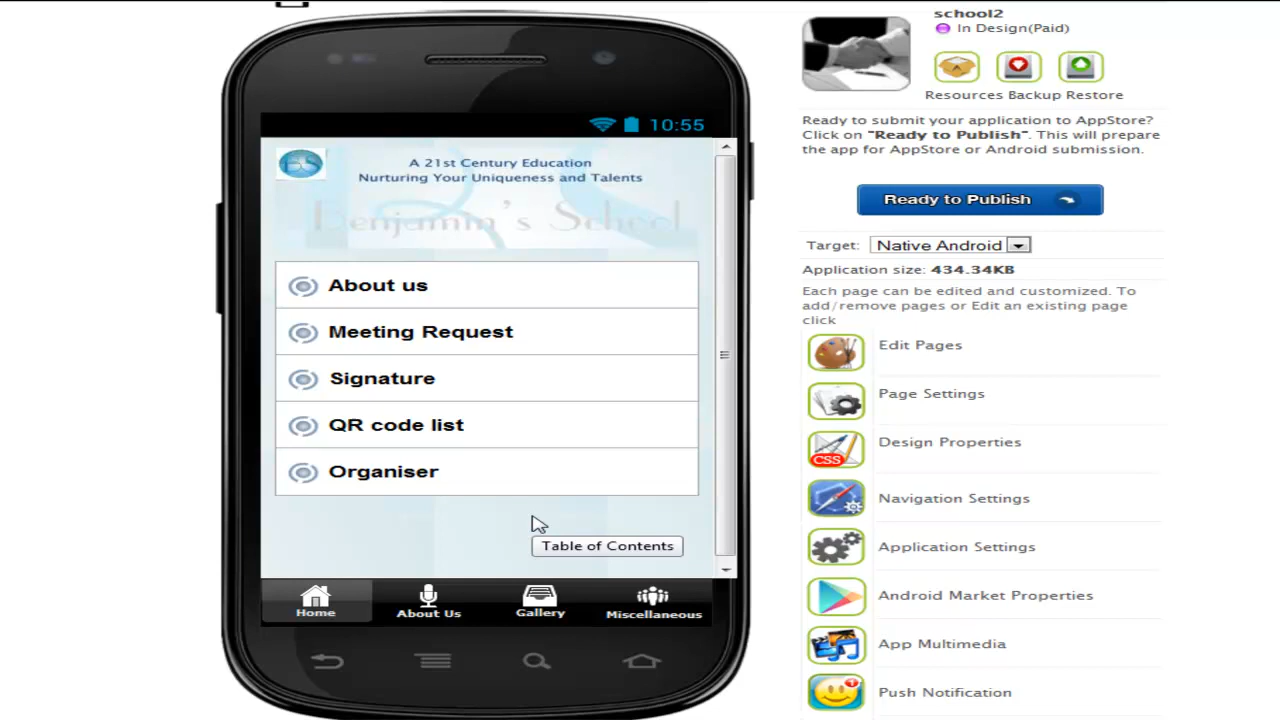 school2
In Design(Paid)
Resources Backup Restore
Ready to submit your application to AppStore?
Click on "Ready to Publish". This will prepare
the app for AppStore or Android submission.
Ready to Publish
Target: Native Android
Application size: 434.34KB
Each page can be edited and customized. To
add/remove pages or Edit an existing page
click
Edit Pages
Page Settings
CSS
Design Properties
Navigation Settings
Application Settings
Android Market Properties
App Multimedia
1
Push Notification
10:55
BS
A 21st Century Education
Nurturing Your Uniqueness and Talents
Benjamin's School
About us
Meeting Request
Signature
QR code list
Organiser
Table of Contents
Home
About Us
Gallery
Miscellaneous